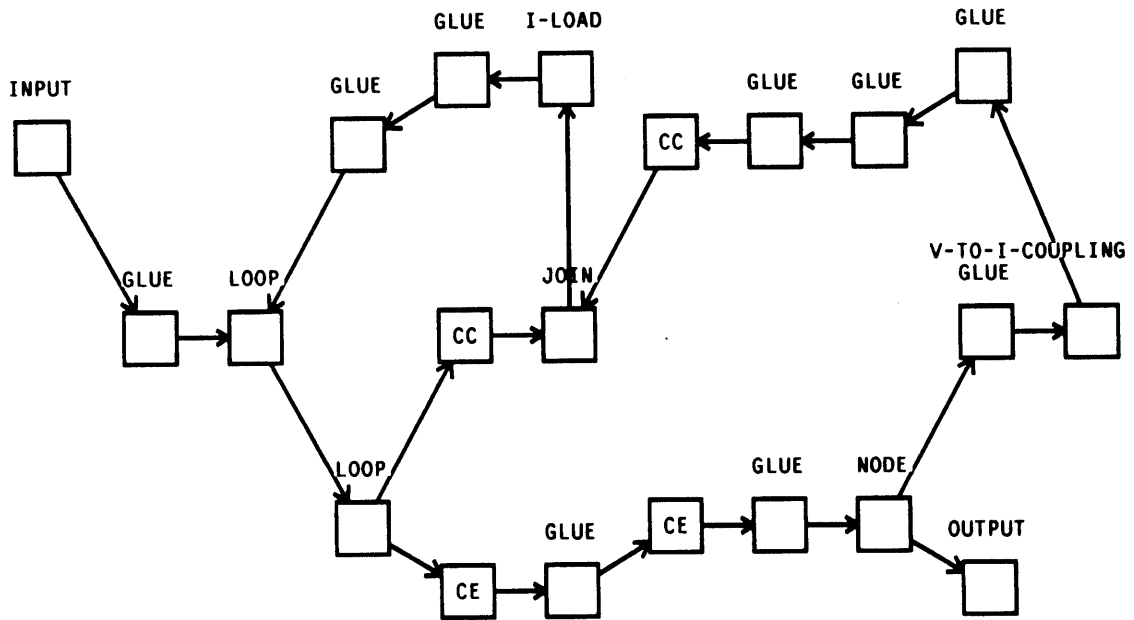 GLUE
I-LOAD
GLUE
INPUT
GLUE
GLUE
GLUE
CC
V-TO-I-COUPLING
GLUE
LOOP
JOIN
GLUE
CC
LOOP
GLUE
NODE
GLUE
CE
OUTPUT
CE